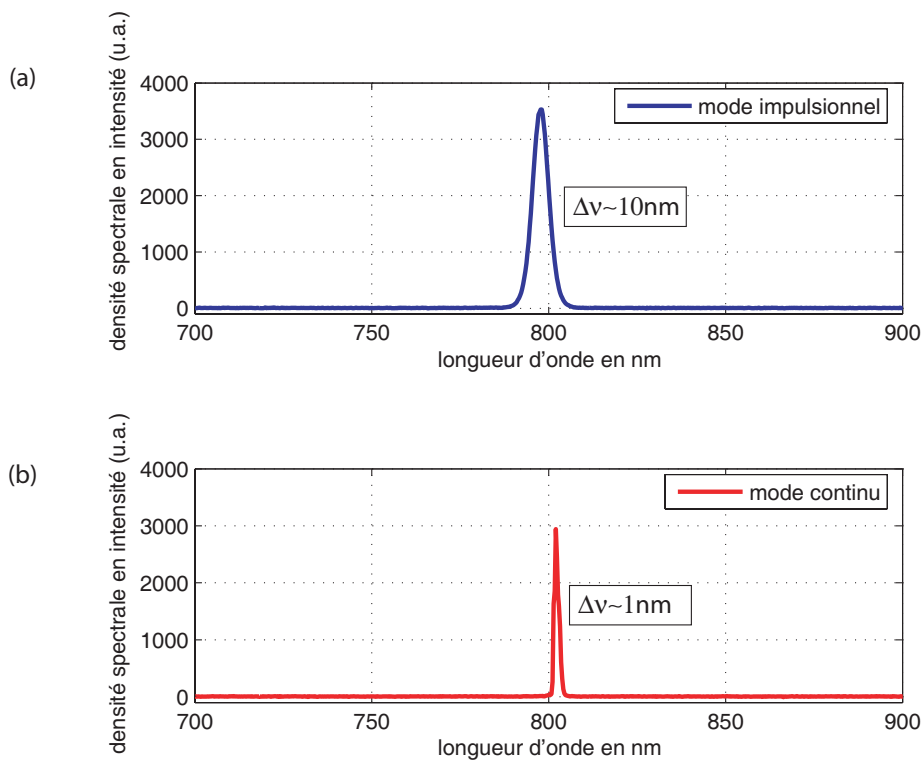 (a)
densité spectrale en intensité (u.a.)
4000
3000
2000
1000
0
mode impulsionnel
Δν~10nm
700
750
800
850
900
longueur d'onde en nm
(b)
densité spectrale en intensité (u.a.)
4000
3000
2000
1000
0
mode continu
Δν~1nm
700
750
800
850
900
longueur d'onde en nm